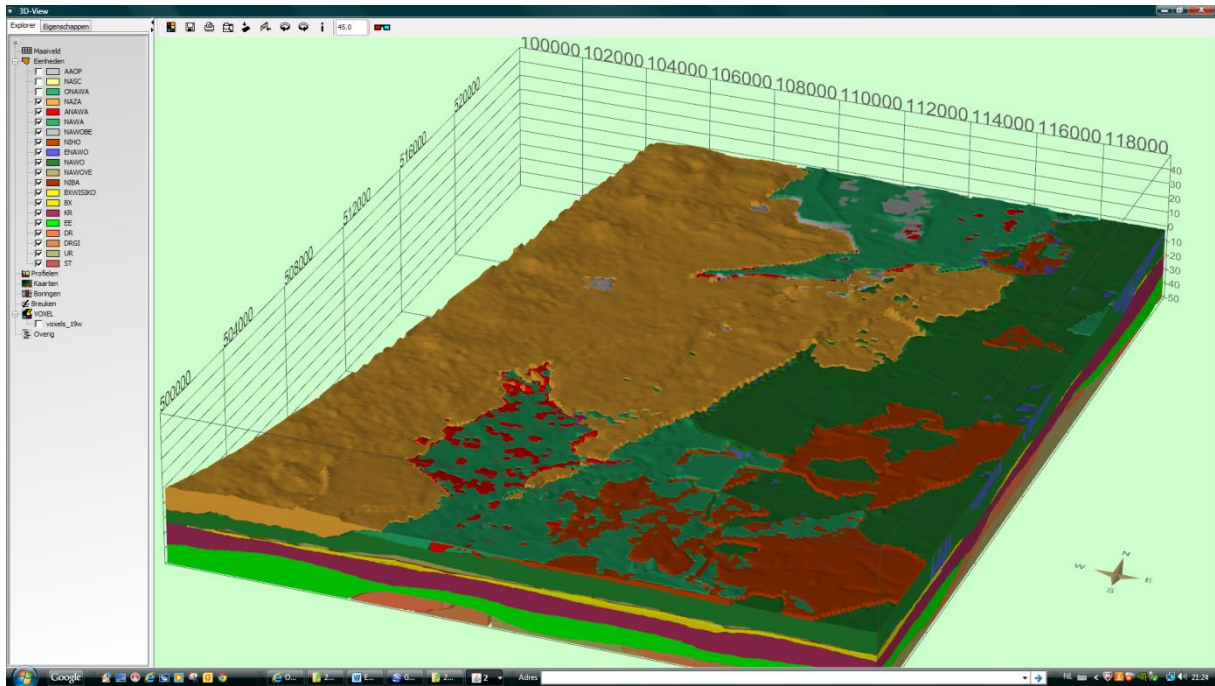 3D-View
Explorer Eigenschappen
45.0
Maaiveld
Eenheden
AAOP
NASC
ONAWA
NAZA
ANAWA
NAWA
NAWOBE
NIHO
ENAWO
NAWO
NAWOVE
NIBA
BXWISIKO
BX
KR
EE
DR
DRGI
UR
ST
Profielen
Kaarten
Boringen
Breuken
VOXEL
voxels_19w
Overig
100000 102000 104000 106000 108000 110000 112000 114000 116000 118000
520000
516000
512000
508000
504000
500000
40
30
20
10
0
-10
-20
-30
-40
-50
N
W E
S
Google O... 2... E... G... 2... 2 Adres NL 21:24